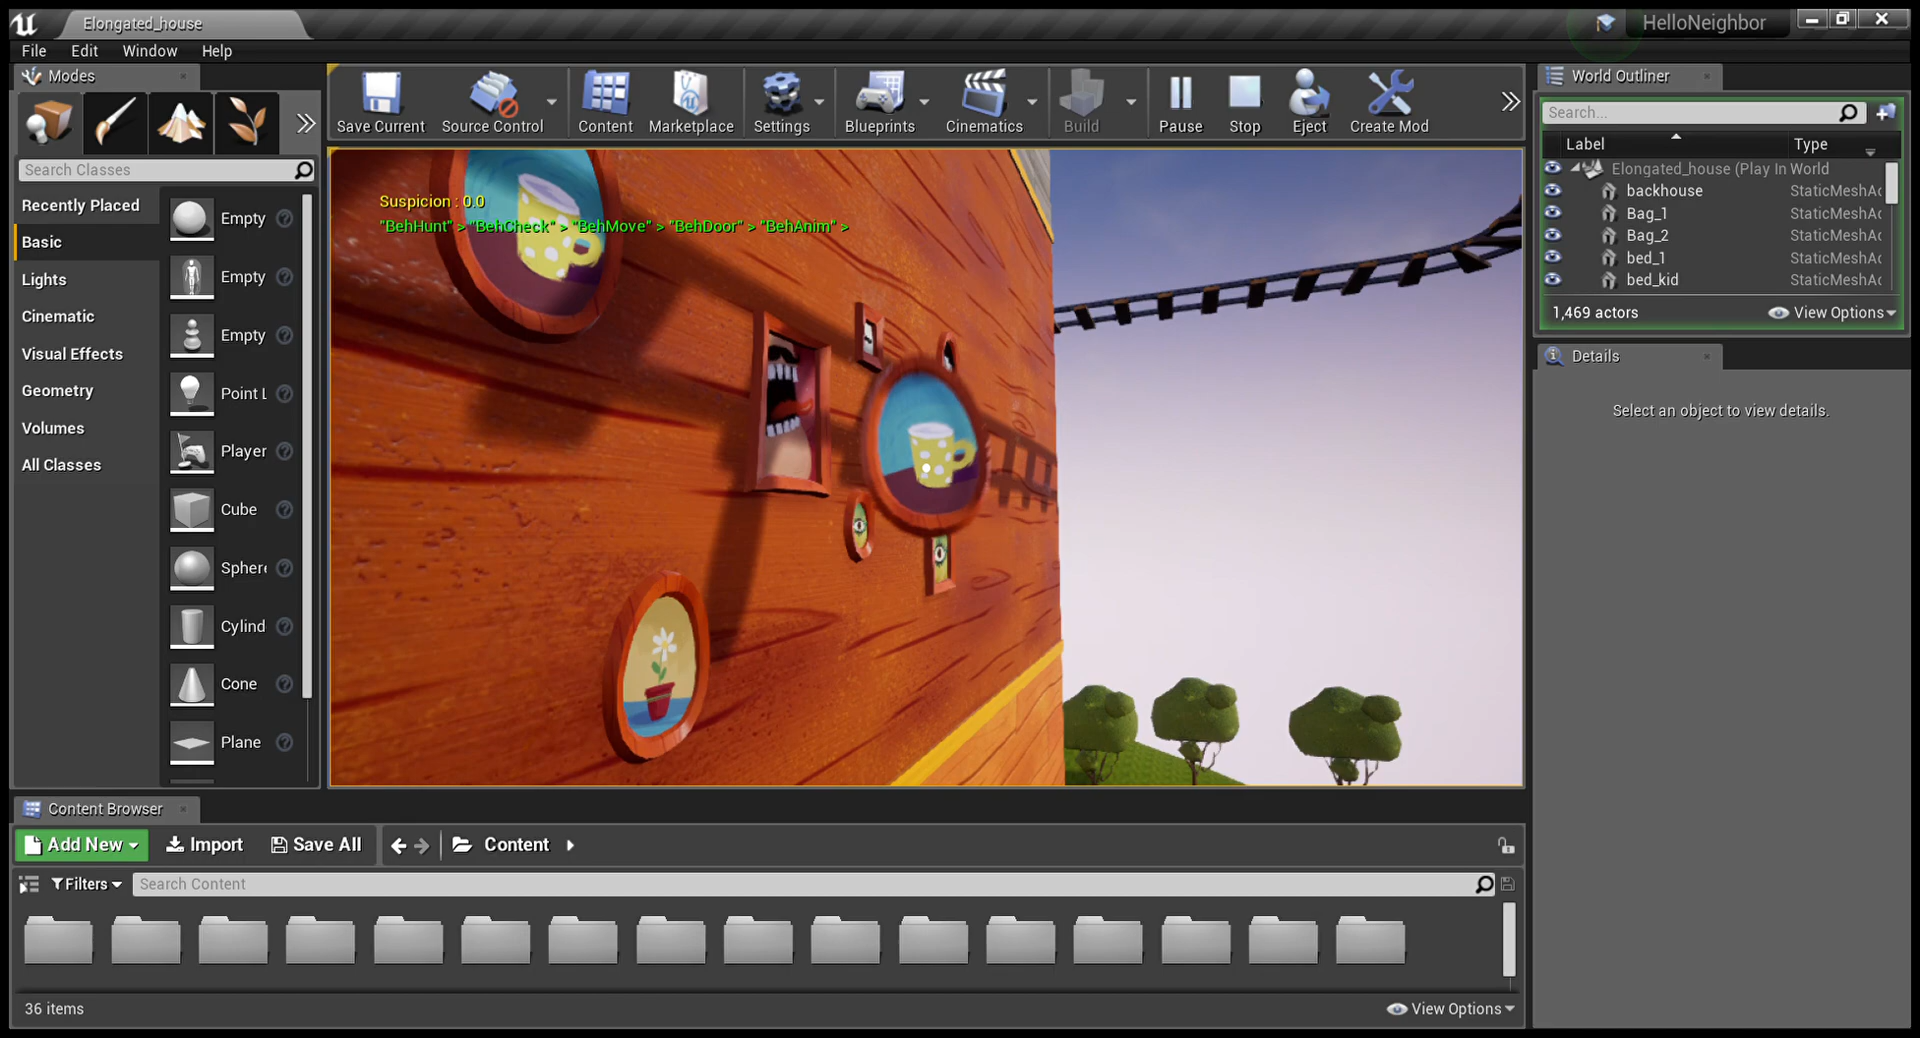 Elongated_house
HelloNeighbor
File Edit Window Help
Modes
Search Classes
Recently Placed
Basic
Lights
Cinematic
Visual Effects
Geometry
Volumes
All Classes
Empty
Empty
Empty
Point L
Player
Cube
Sphere
Cylind
Cone
Plane
Save Current
Source Control
Content
Marketplace
Settings
Blueprints
Cinematics
Build
Pause
Stop
Eject
Create Mod
Suspicion : 0.0
"BehHunt" > "BehCheck" > "BehMove" > "BehDoor" > "BehAnim" >
World Outliner
Search...
Label Type
Elongated_house (Play In World
backhouse StaticMeshAc
Bag_1 StaticMeshAc
Bag_2 StaticMeshAc
bed_1 StaticMeshAc
bed_kid StaticMeshAc
1,469 actors View Options
Details
Select an object to view details.
Content Browser
Add New Import Save All Content
Filters Search Content
36 items View Options